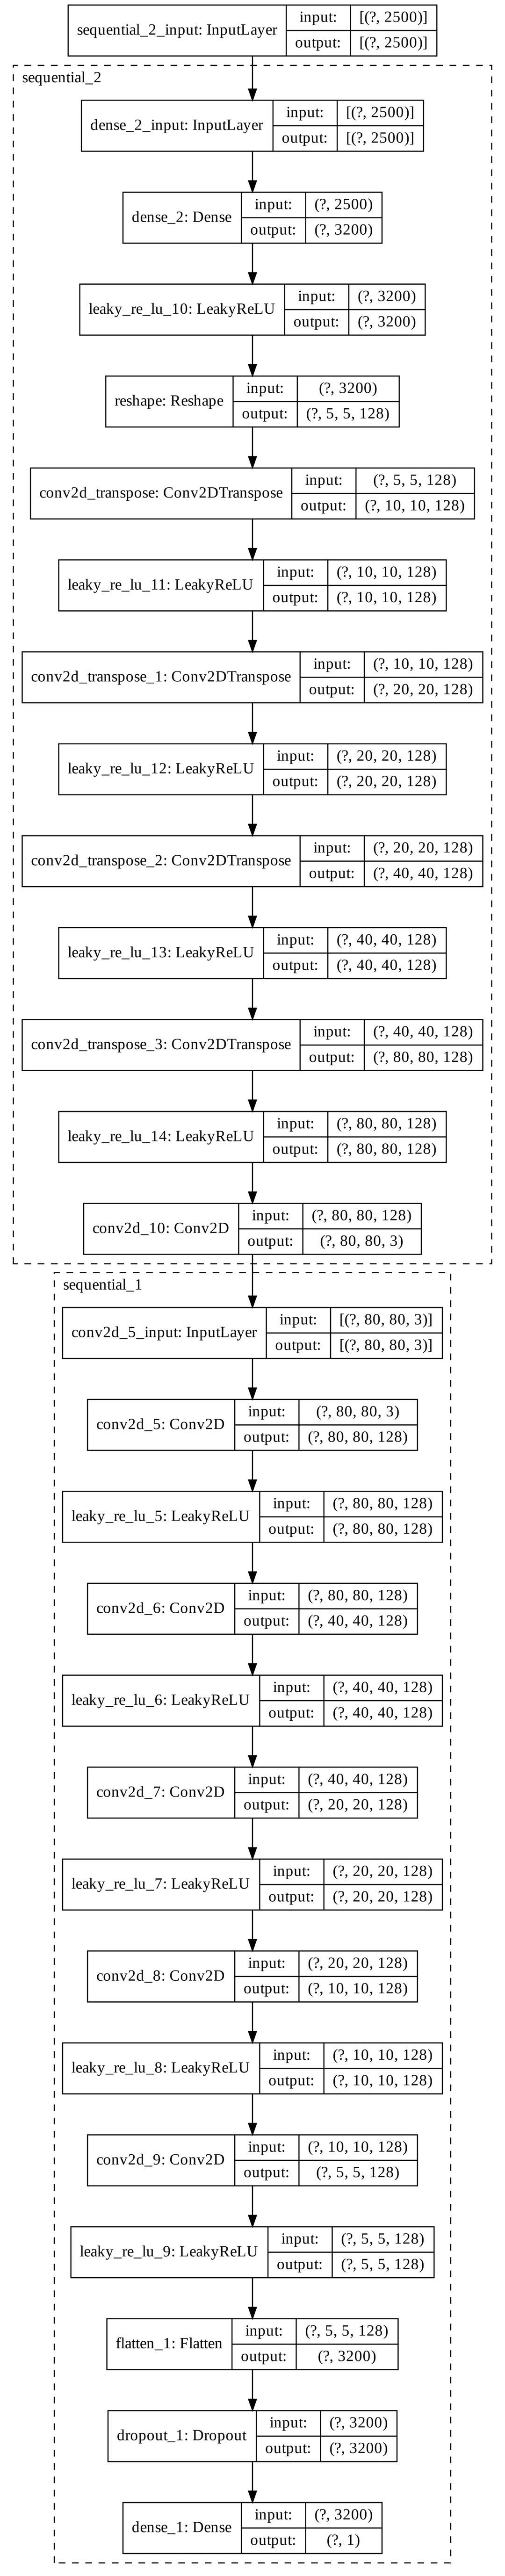 sequential_2_input: InputLayer
input: [(?, 2500)]
output: [(?, 2500)]
sequential_2
dense_2_input: InputLayer
input: [(?, 2500)]
output: [(?, 2500)]
dense_2: Dense
input: (?, 2500)
output: (?, 3200)
leaky_re_lu_10: LeakyReLU
input: (?, 3200)
output: (?, 3200)
reshape: Reshape
input: (?, 3200)
output: (?, 5, 5, 128)
conv2d_transpose: Conv2DTranspose
input: (?, 5, 5, 128)
output: (?, 10, 10, 128)
leaky_re_lu_11: LeakyReLU
input: (?, 10, 10, 128)
output: (?, 10, 10, 128)
conv2d_transpose_1: Conv2DTranspose
input: (?, 10, 10, 128)
output: (?, 20, 20, 128)
leaky_re_lu_12: LeakyReLU
input: (?, 20, 20, 128)
output: (?, 20, 20, 128)
conv2d_transpose_2: Conv2DTranspose
input: (?, 20, 20, 128)
output: (?, 40, 40, 128)
leaky_re_lu_13: LeakyReLU
input: (?, 40, 40, 128)
output: (?, 40, 40, 128)
conv2d_transpose_3: Conv2DTranspose
input: (?, 40, 40, 128)
output: (?, 80, 80, 128)
leaky_re_lu_14: LeakyReLU
input: (?, 80, 80, 128)
output: (?, 80, 80, 128)
conv2d_10: Conv2D
input: (?, 80, 80, 128)
output: (?, 80, 80, 3)
sequential_1
conv2d_5_input: InputLayer
input: [(?, 80, 80, 3)]
output: [(?, 80, 80, 3)]
conv2d_5: Conv2D
input: (?, 80, 80, 3)
output: (?, 80, 80, 128)
leaky_re_lu_5: LeakyReLU
input: (?, 80, 80, 128)
output: (?, 80, 80, 128)
conv2d_6: Conv2D
input: (?, 80, 80, 128)
output: (?, 40, 40, 128)
leaky_re_lu_6: LeakyReLU
input: (?, 40, 40, 128)
output: (?, 40, 40, 128)
conv2d_7: Conv2D
input: (?, 40, 40, 128)
output: (?, 20, 20, 128)
leaky_re_lu_7: LeakyReLU
input: (?, 20, 20, 128)
output: (?, 20, 20, 128)
conv2d_8: Conv2D
input: (?, 20, 20, 128)
output: (?, 10, 10, 128)
leaky_re_lu_8: LeakyReLU
input: (?, 10, 10, 128)
output: (?, 10, 10, 128)
conv2d_9: Conv2D
input: (?, 10, 10, 128)
output: (?, 5, 5, 128)
leaky_re_lu_9: LeakyReLU
input: (?, 5, 5, 128)
output: (?, 5, 5, 128)
flatten_1: Flatten
input: (?, 5, 5, 128)
output: (?, 3200)
dropout_1: Dropout
input: (?, 3200)
output: (?, 3200)
dense_1: Dense
input: (?, 3200)
output: (?, 1)